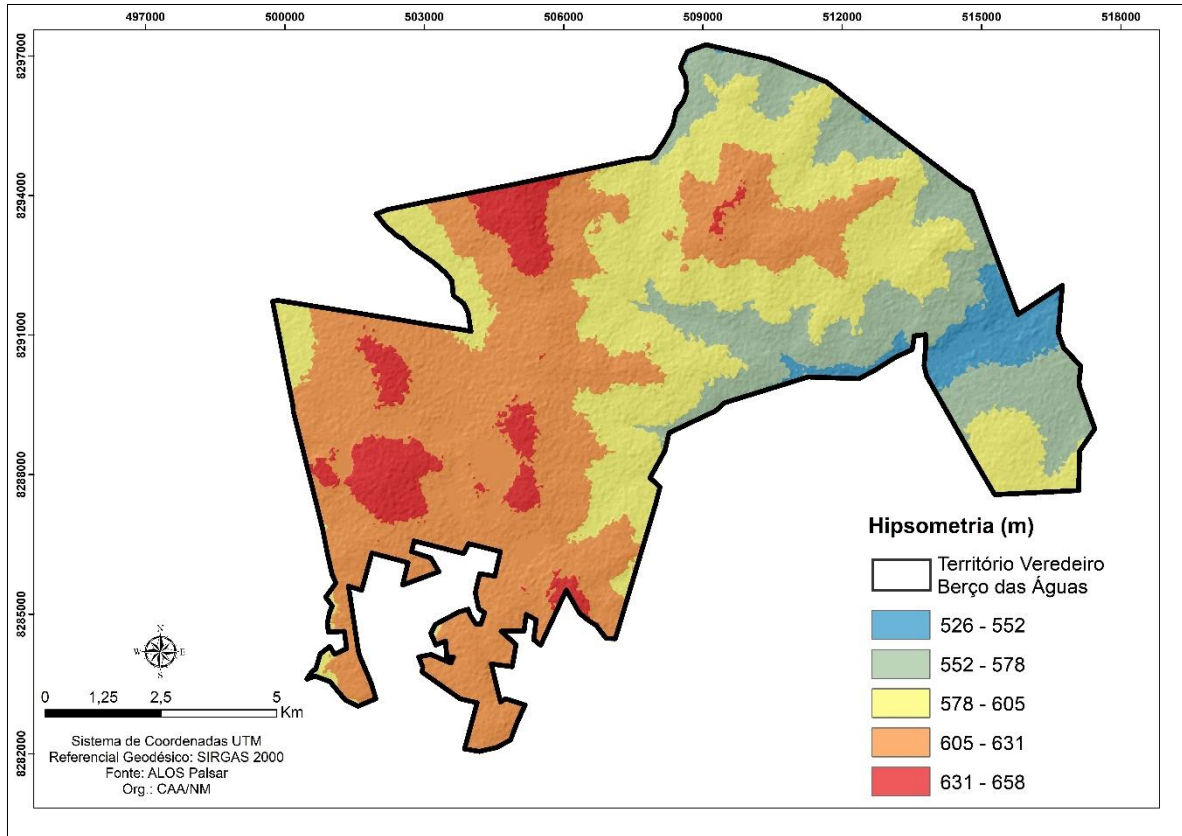 497000 500000 503000 506000 509000 512000 515000 518000
8297000
8294000
8291000
8288000
8285000
8282000
Hipsometria (m)
Território Veredeiro
Berço das Águas
526 - 552
552 - 578
578 - 605
605 - 631
631 - 658
N
W E
S
0 1,25 2,5 5
Km
Sistema de Coordenadas UTM
Referencial Geodésico: SIRGAS 2000
Fonte: ALOS Palsar
Org.: CAA/NM